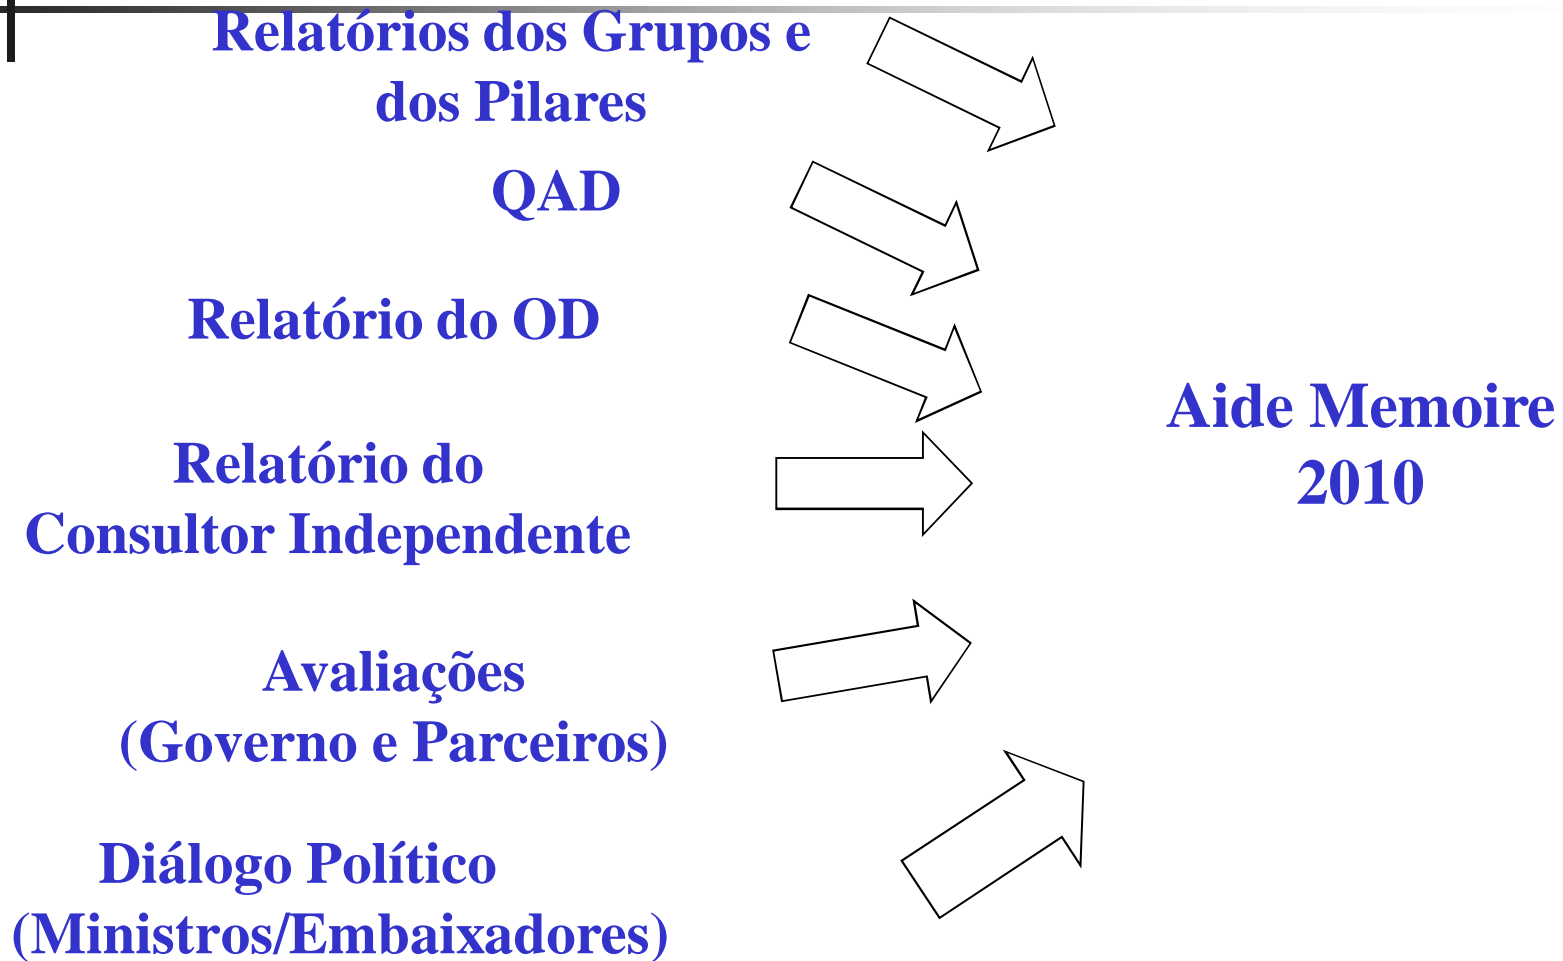 Relatórios dos Grupos e
dos Pilares
QAD
Relatório do OD
Relatório do
Consultor Independente
Avaliações
(Governo e Parceiros)
Diálogo Político
(Ministros/Embaixadores)
Aide Memoire
2010